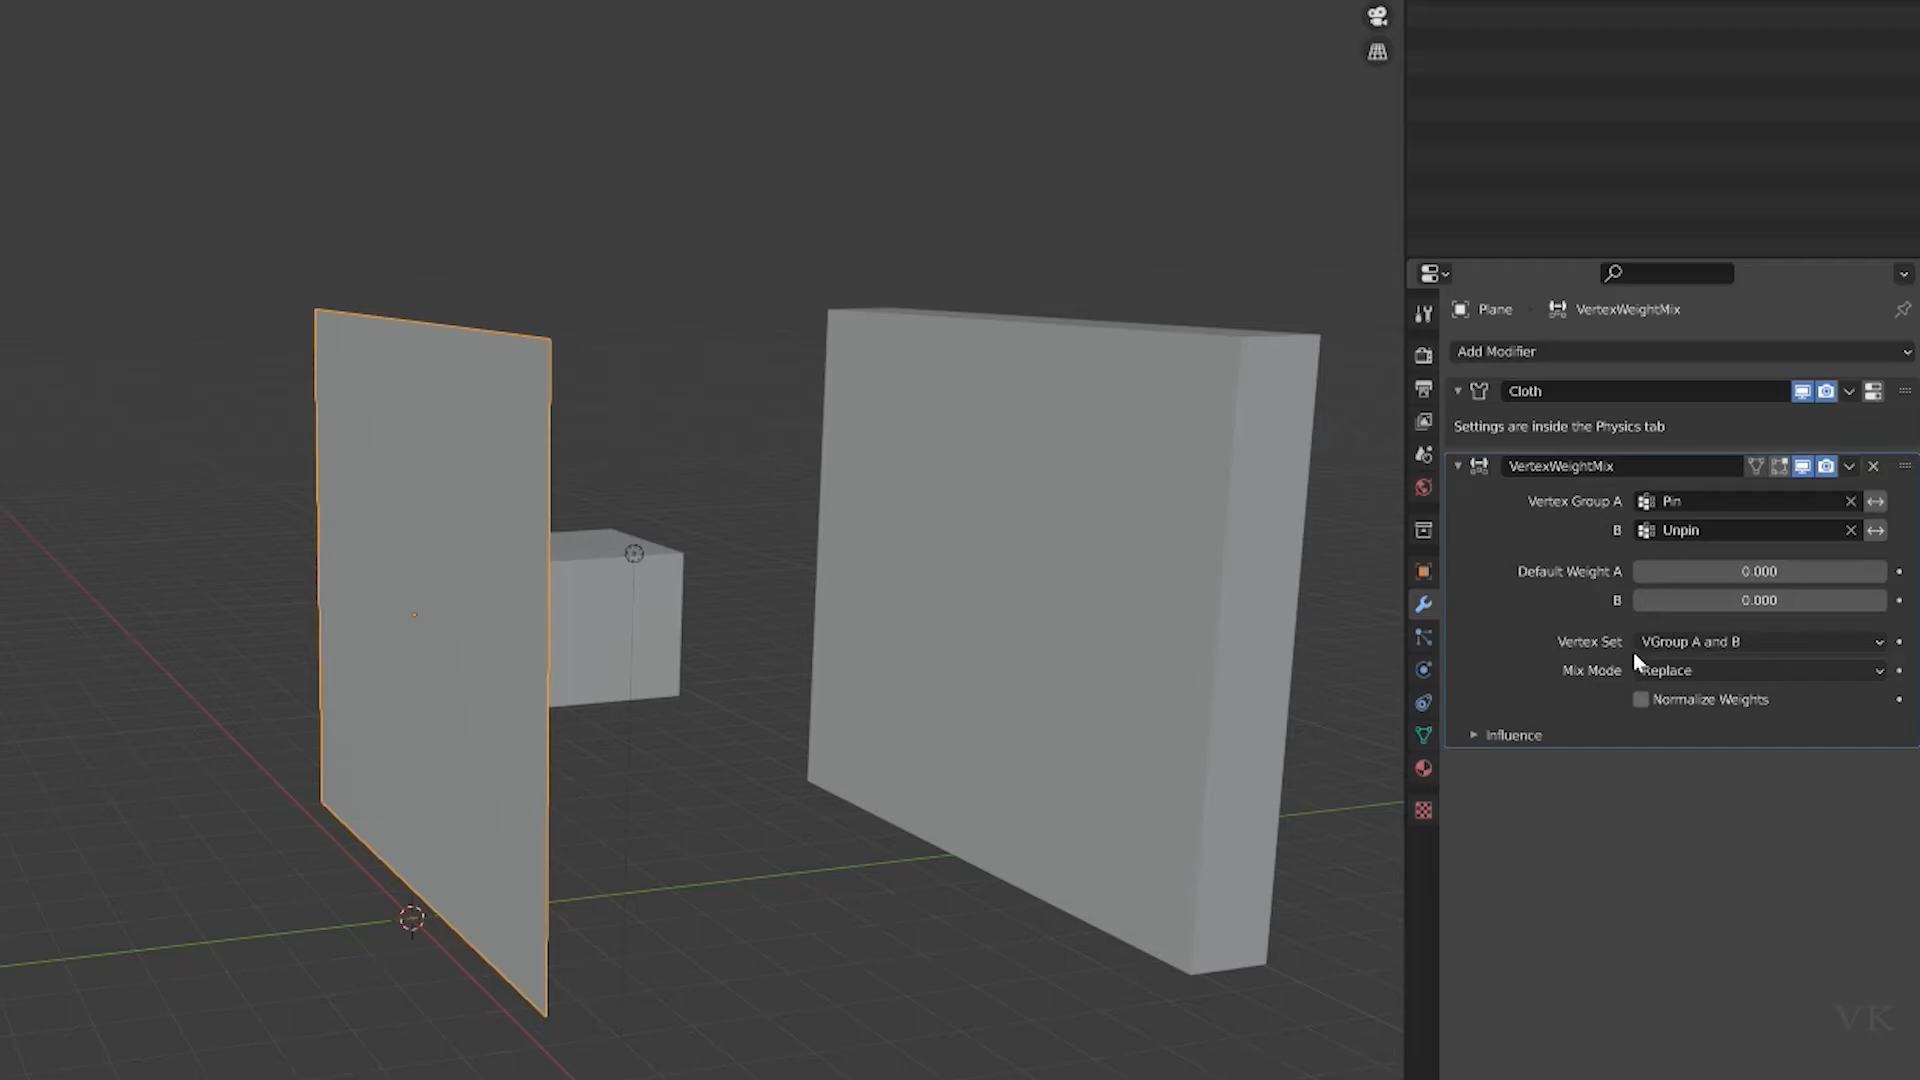 Plane VertexWeightMix
Add Modifier
Cloth
Settings are inside the Physics tab
VertexWeightMix
Vertex Group A Pin
B Unpin
Default Weight A 0.000
B 0.000
Vertex Set VGroup A and B
Mix Mode Replace
Normalize Weights
Influence
VK